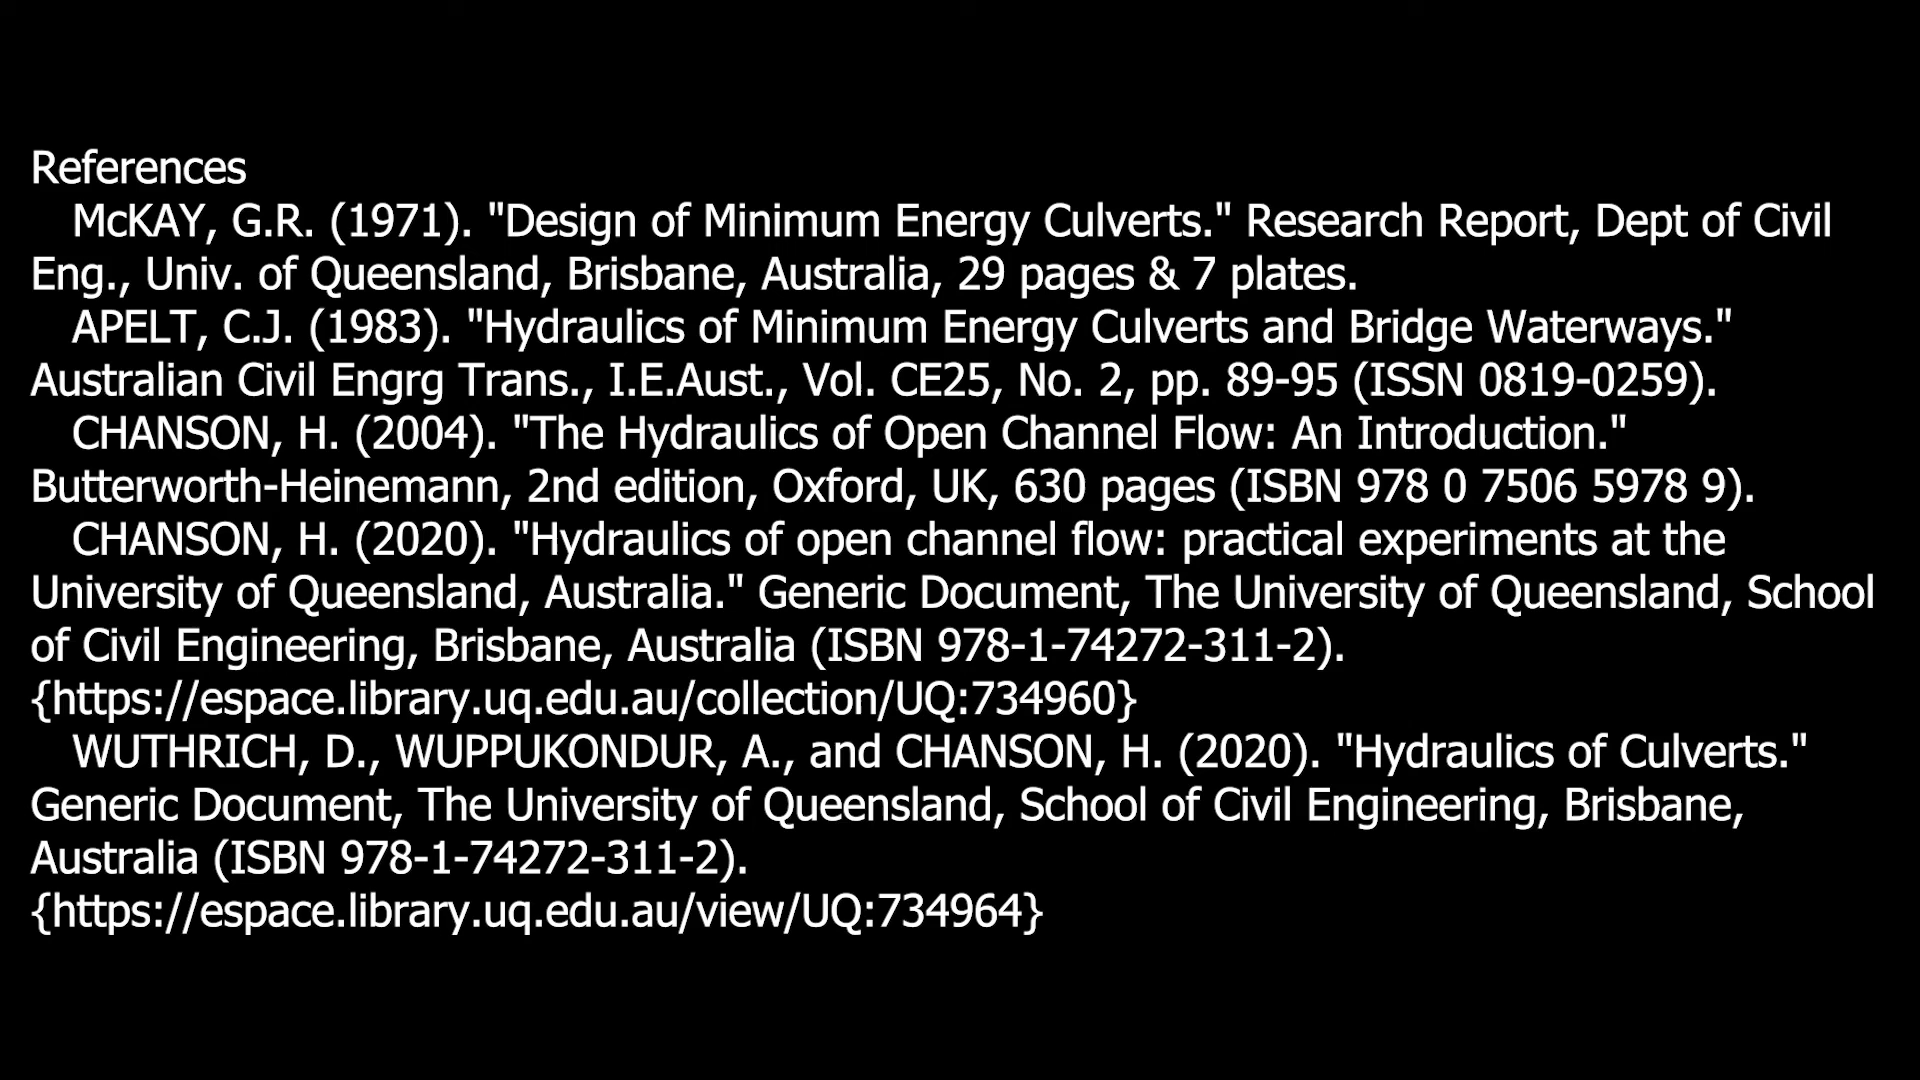 References
McKAY, G.R. (1971). "Design of Minimum Energy Culverts." Research Report, Dept of Civil
Eng., Univ. of Queensland, Brisbane, Australia, 29 pages & 7 plates.
APELT, C.J. (1983). "Hydraulics of Minimum Energy Culverts and Bridge Waterways."
Australian Civil Engrg Trans., I.E.Aust., Vol. CE25, No. 2, pp. 89-95 (ISSN 0819-0259).
CHANSON, H. (2004). "The Hydraulics of Open Channel Flow: An Introduction."
Butterworth-Heinemann, 2nd edition, Oxford, UK, 630 pages (ISBN 978 0 7506 5978 9).
CHANSON, H. (2020). "Hydraulics of open channel flow: practical experiments at the
University of Queensland, Australia." Generic Document, The University of Queensland, School
of Civil Engineering, Brisbane, Australia (ISBN 978-1-74272-311-2).
{https://espace.library.uq.edu.au/collection/UQ:734960}
WUTHRICH, D., WUPPUKONDUR, A., and CHANSON, H. (2020). "Hydraulics of Culverts."
Generic Document, The University of Queensland, School of Civil Engineering, Brisbane,
Australia (ISBN 978-1-74272-311-2).
{https://espace.library.uq.edu.au/view/UQ:734964}